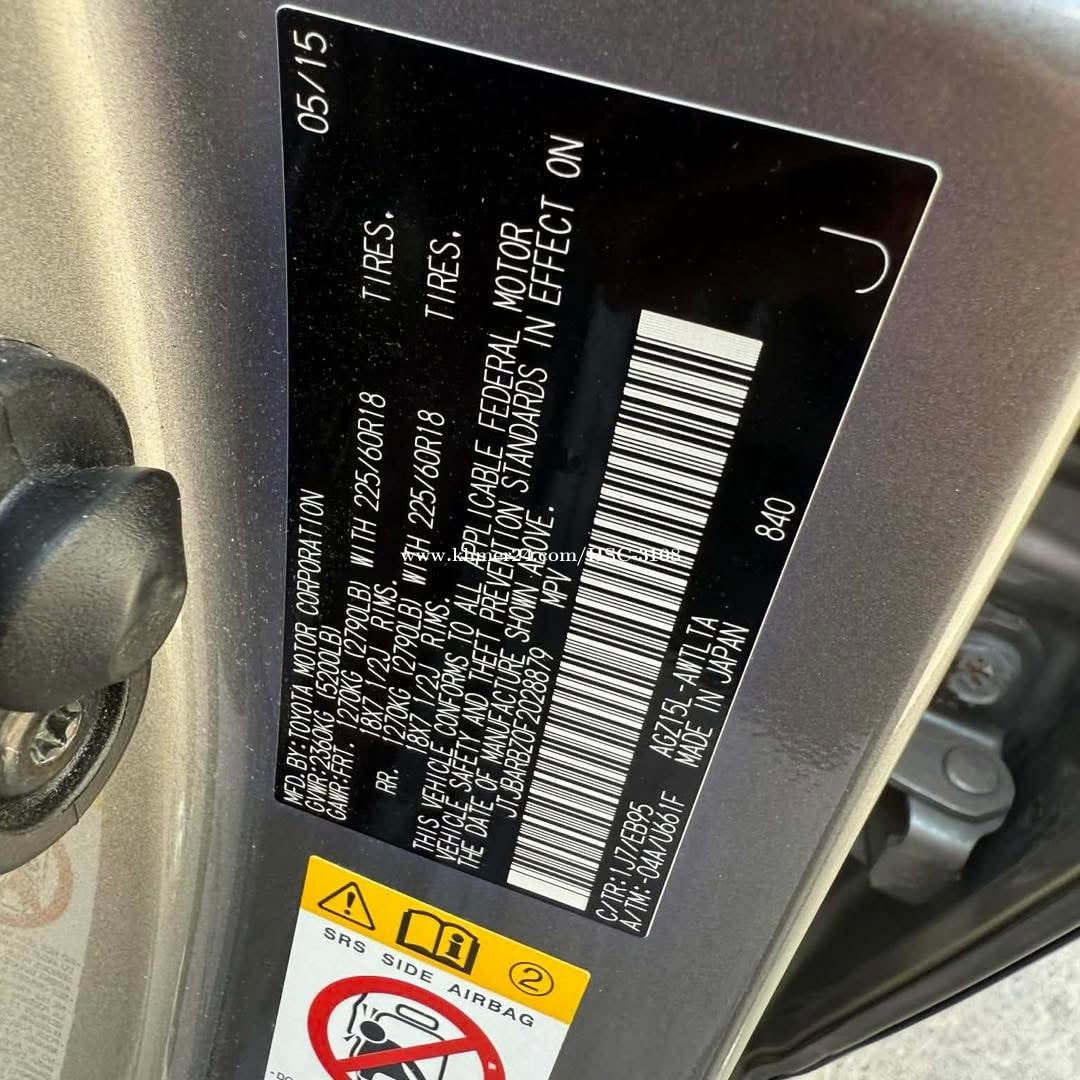 05/15
MFD.BY:TOYOTA MOTOR CORPORATION
GVWR:2360KG (5200LB)
GAWR:FRT. 1270KG (2790LB) WITH 225/60R18 TIRES,
18X7 1/2J RIMS.
RR. 1270KG (2790LB) WITH 225/60R18 TIRES,
18X7 1/2J RIMS.
THIS VEHICLE CONFORMS TO ALL APPLICABLE FEDERAL MOTOR
VEHICLE SAFETY AND THEFT PREVENTION STANDARDS IN EFFECT ON
THE DATE OF MANUFACTURE SHOWN ABOVE.
JTJBARBZ0F2028879 MPV
C/TR:1J7/EB95 AGZ15L-AWTLTA 840
A/TM:-04A/U661F MADE IN JAPAN
J
www.khmer24.com/HSC-3108
SRS SIDE AIRBAG
2